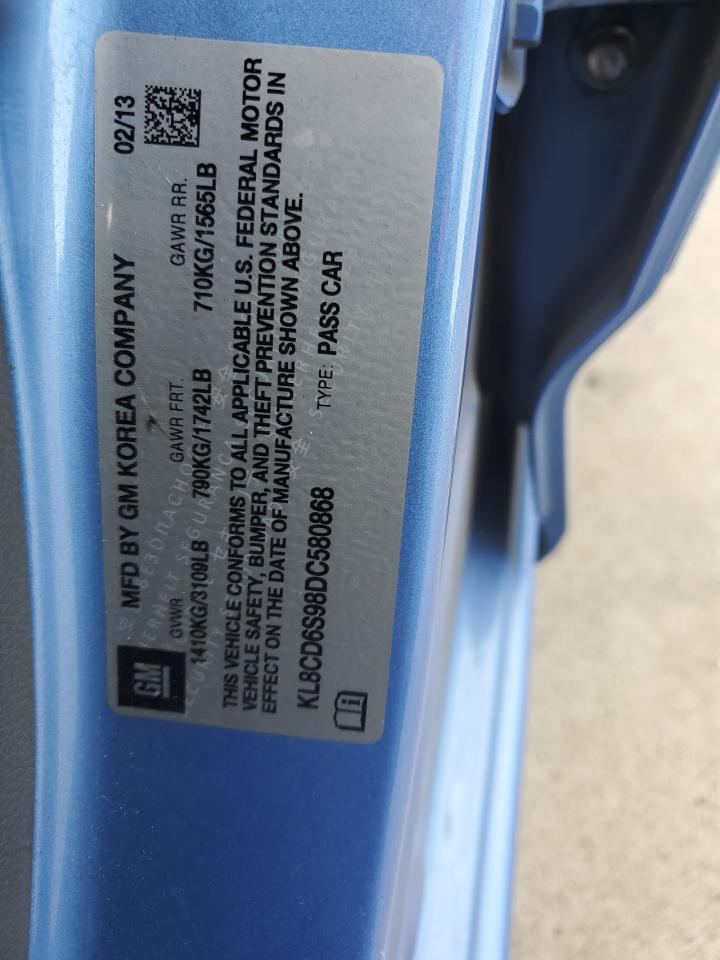 GM
MFD BY GM KOREA COMPANY 02/13
GVWR GAWR FRT. GAWR RR.
1410KG/3109LB 790KG/1742LB 710KG/1565LB
THIS VEHICLE CONFORMS TO ALL APPLICABLE U.S. FEDERAL MOTOR
VEHICLE SAFETY, BUMPER, AND THEFT PREVENTION STANDARDS IN
EFFECT ON THE DATE OF MANUFACTURE SHOWN ABOVE.
KL8CD6S98DC580868 TYPE: PASS CAR